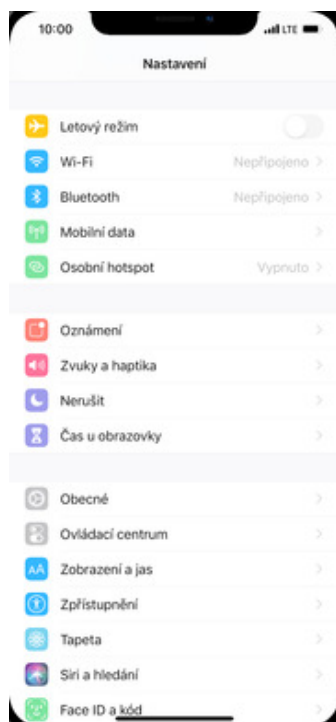 10:00 LTE
Nastavení
Letový režim
Wi-Fi Nepřipojeno
Bluetooth Nepřipojeno
Mobilní data
Osobní hotspot Vypnuto
Oznámení
Zvuky a haptika
Nerušit
Čas u obrazovky
Obecné
Ovládací centrum
AA Zobrazení a jas
Zpřístupnění
Tapeta
Siri a hledání
Face ID a kód